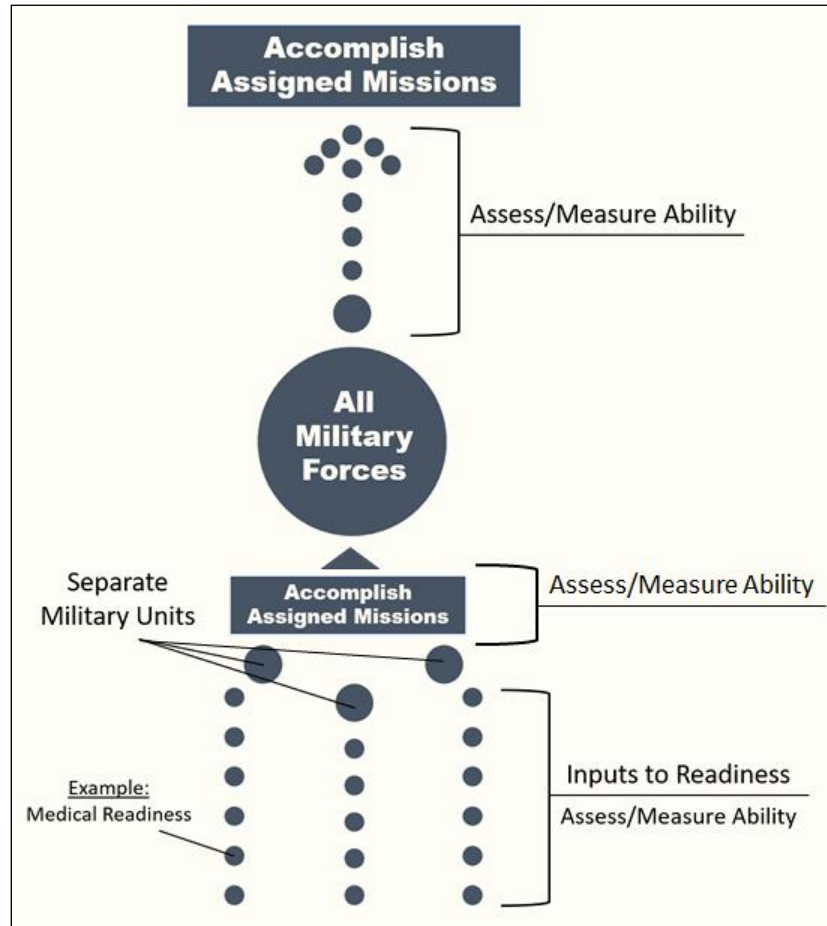 Accomplish
Assigned Missions
Assess/Measure Ability
All
Military
Forces
Separate
Military Units
Accomplish
Assigned Missions
Assess/Measure Ability
Inputs to Readiness
Assess/Measure Ability
Example:
Medical Readiness